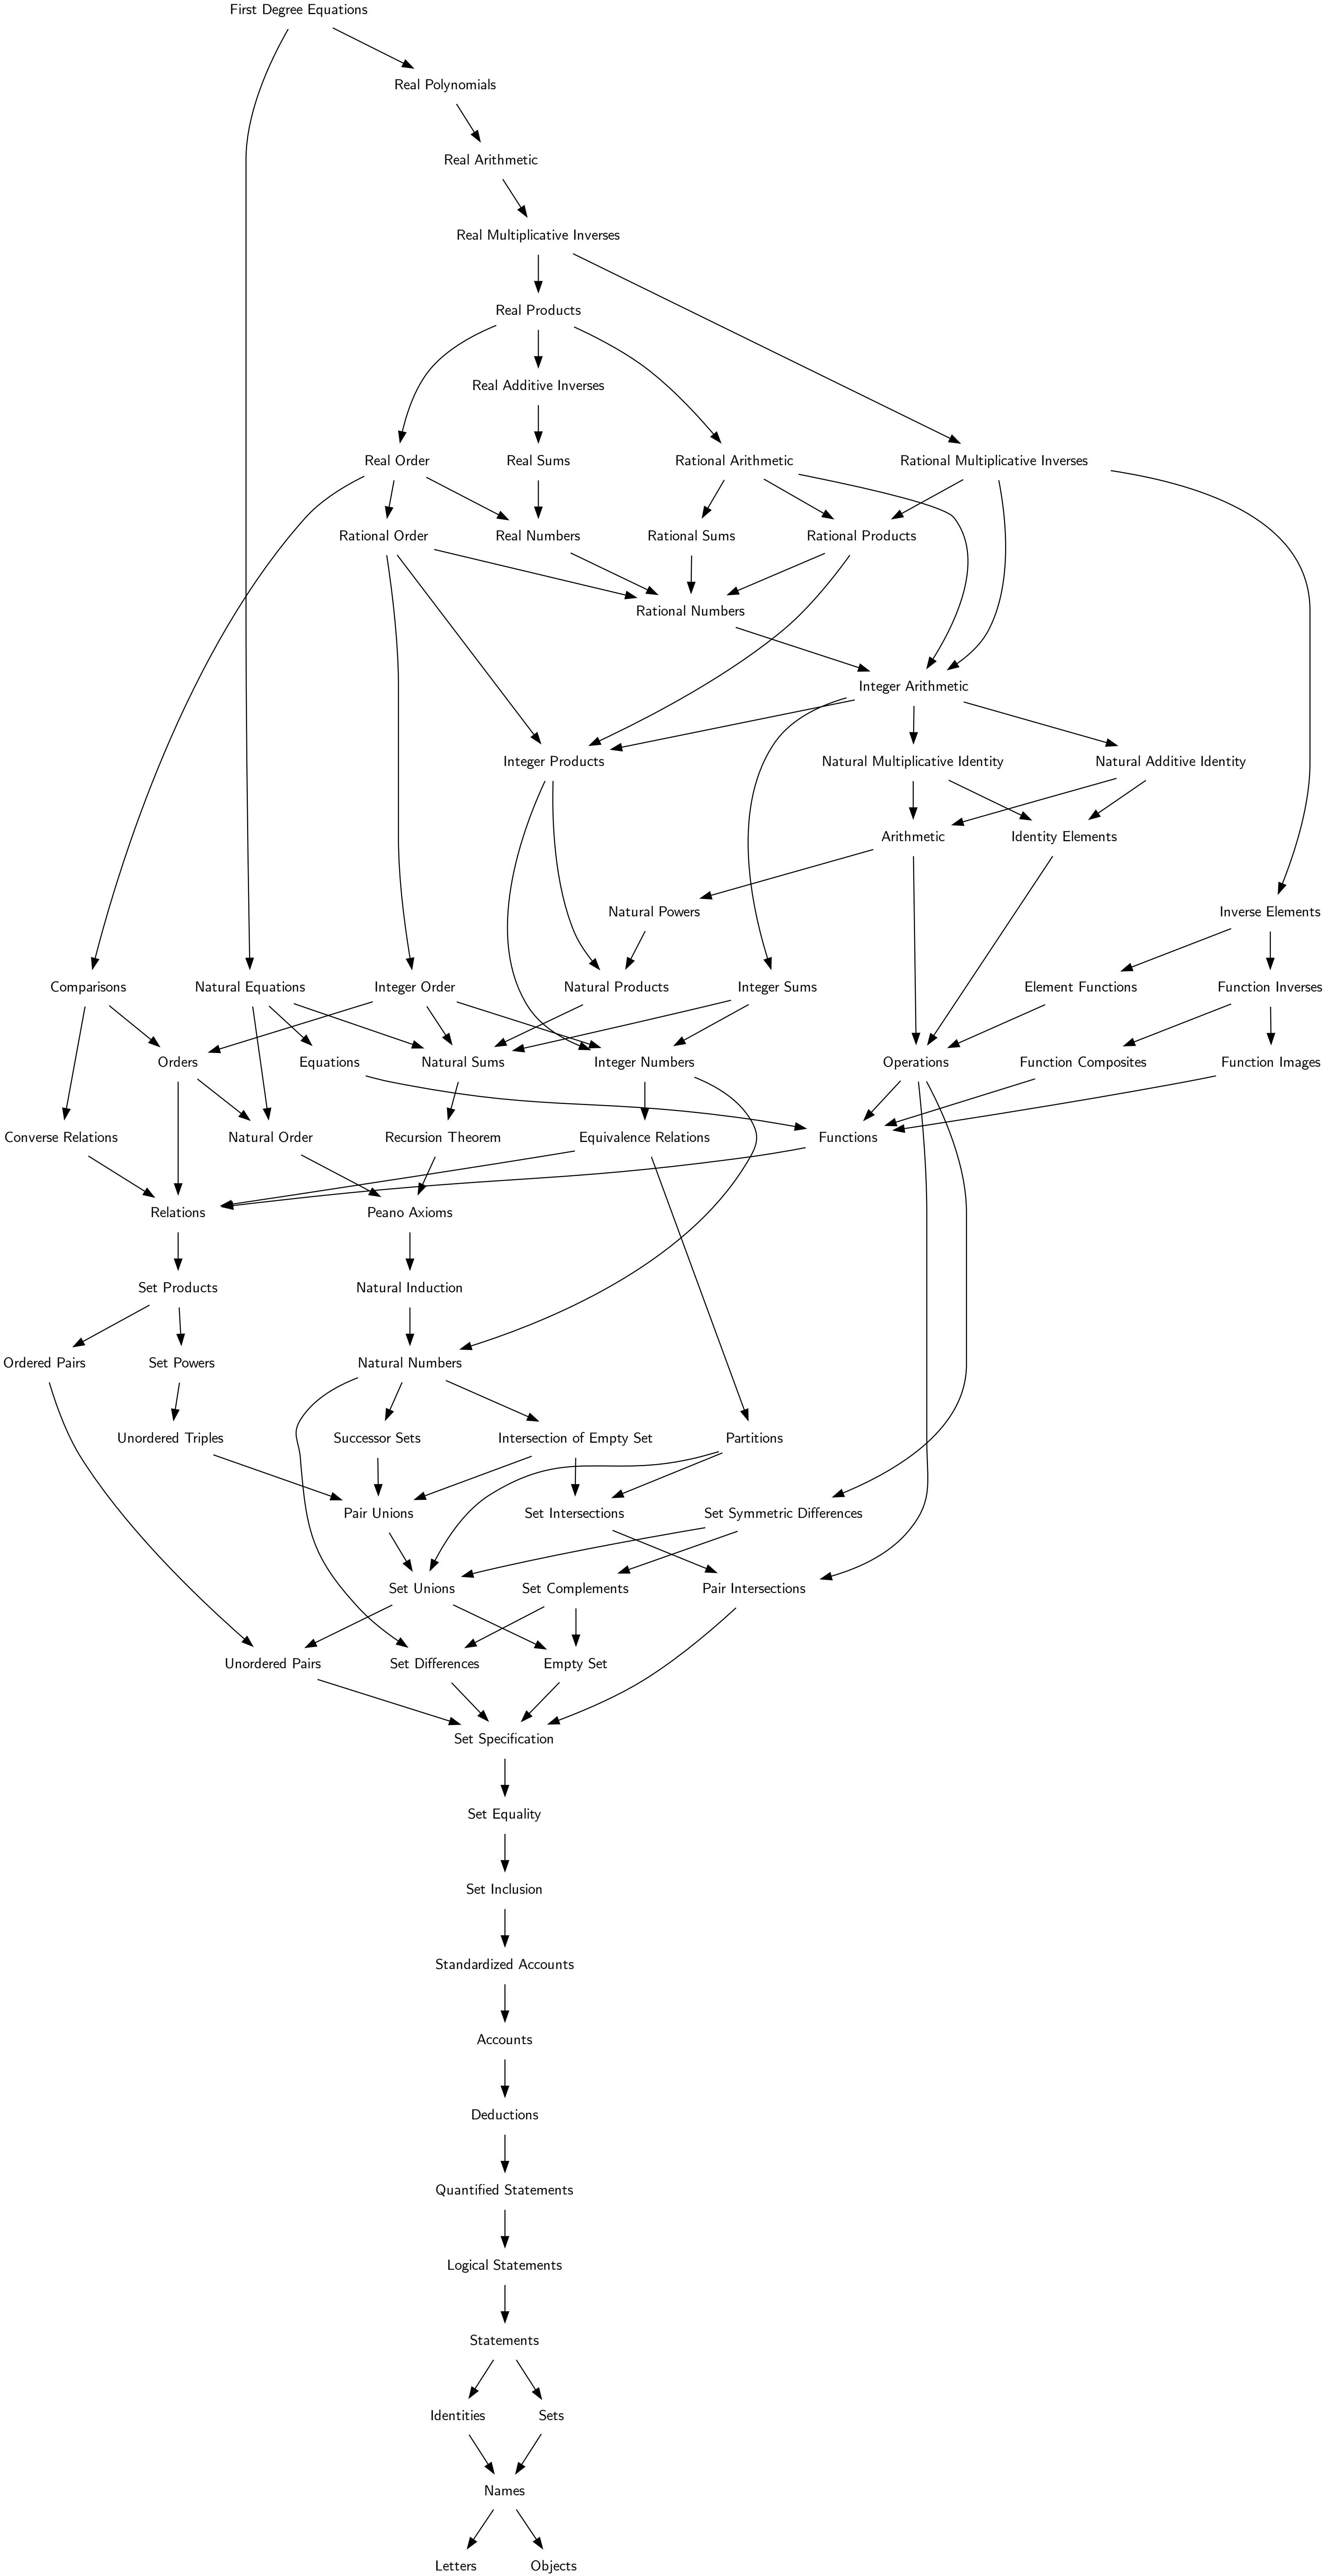 First Degree Equations
Real Polynomials
Real Arithmetic
Real Multiplicative Inverses
Real Products
Real Additive Inverses
Real Order
Real Sums
Rational Arithmetic
Rational Multiplicative Inverses
Rational Order
Real Numbers
Rational Sums
Rational Products
Rational Numbers
Integer Arithmetic
Integer Products
Natural Multiplicative Identity
Natural Additive Identity
Arithmetic
Identity Elements
Natural Powers
Inverse Elements
Comparisons
Natural Equations
Integer Order
Natural Products
Integer Sums
Element Functions
Function Inverses
Orders
Equations
Natural Sums
Integer Numbers
Operations
Function Composites
Function Images
Converse Relations
Natural Order
Recursion Theorem
Equivalence Relations
Functions
Relations
Peano Axioms
Set Products
Natural Induction
Ordered Pairs
Set Powers
Natural Numbers
Unordered Triples
Successor Sets
Intersection of Empty Set
Partitions
Pair Unions
Set Intersections
Set Symmetric Differences
Set Unions
Set Complements
Pair Intersections
Unordered Pairs
Set Differences
Empty Set
Set Specification
Set Equality
Set Inclusion
Standardized Accounts
Accounts
Deductions
Quantified Statements
Logical Statements
Statements
Identities
Sets
Names
Letters
Objects